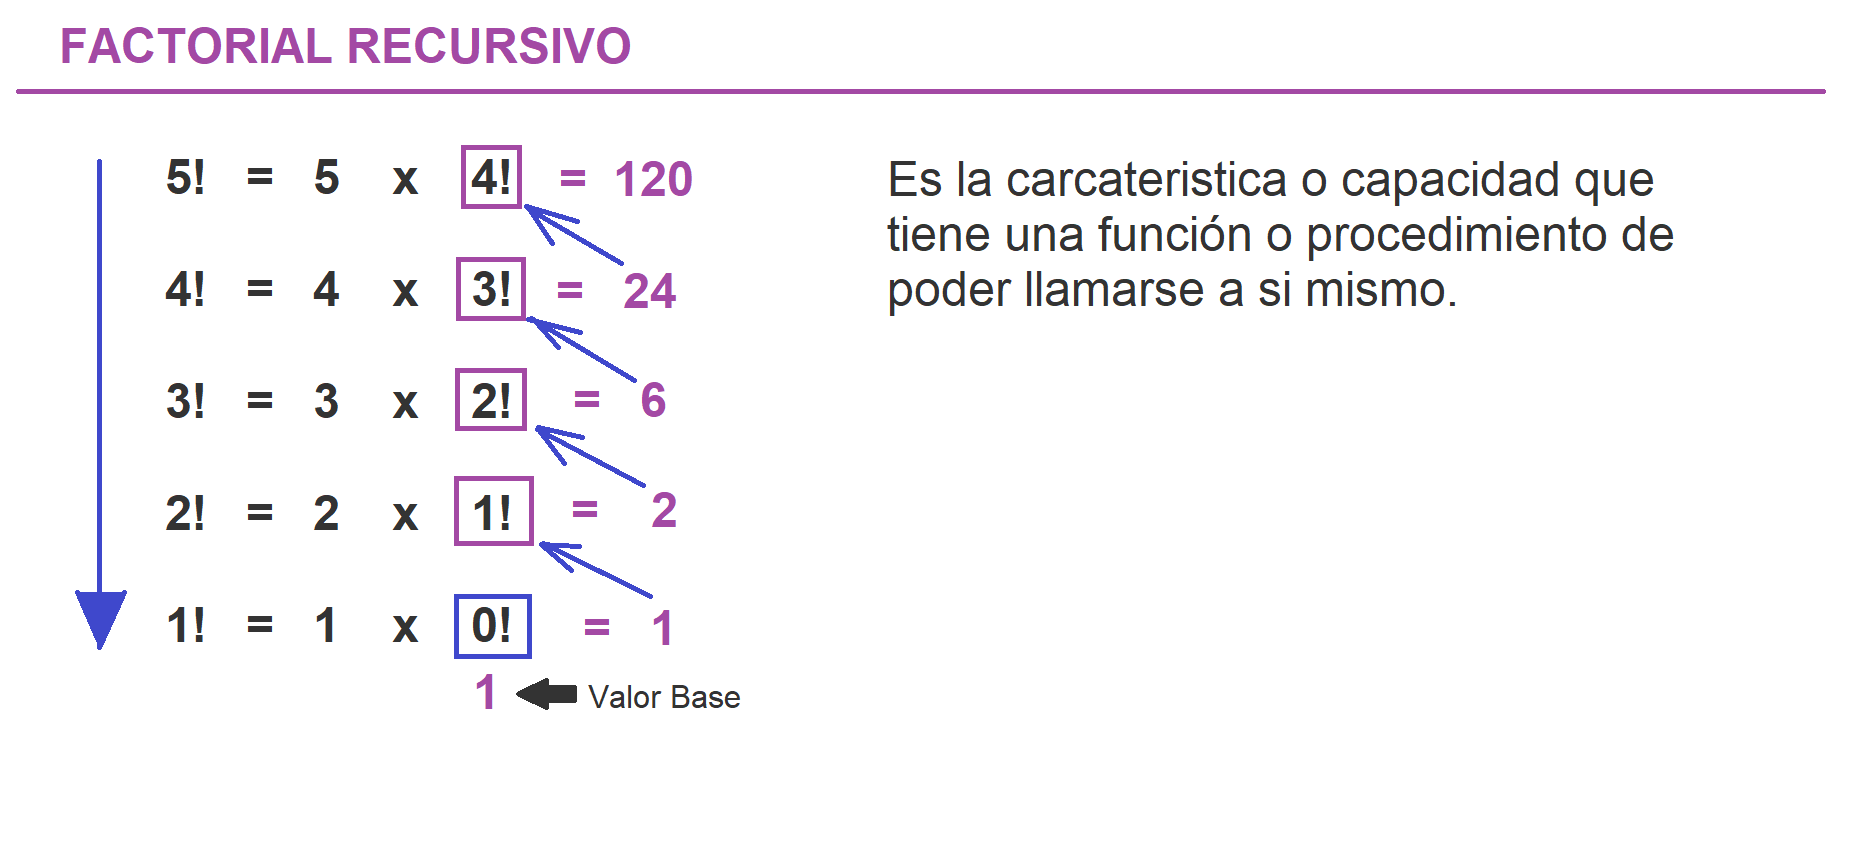 FACTORIAL RECURSIVO
5! = 5 x 4! = 120
4! = 4 x 3! = 24
3! = 3 x 2! = 6
2! = 2 x 1! = 2
1! = 1 x 0! = 1
1 Valor Base
Es la carcateristica o capacidad que
tiene una función o procedimiento de
poder llamarse a si mismo.